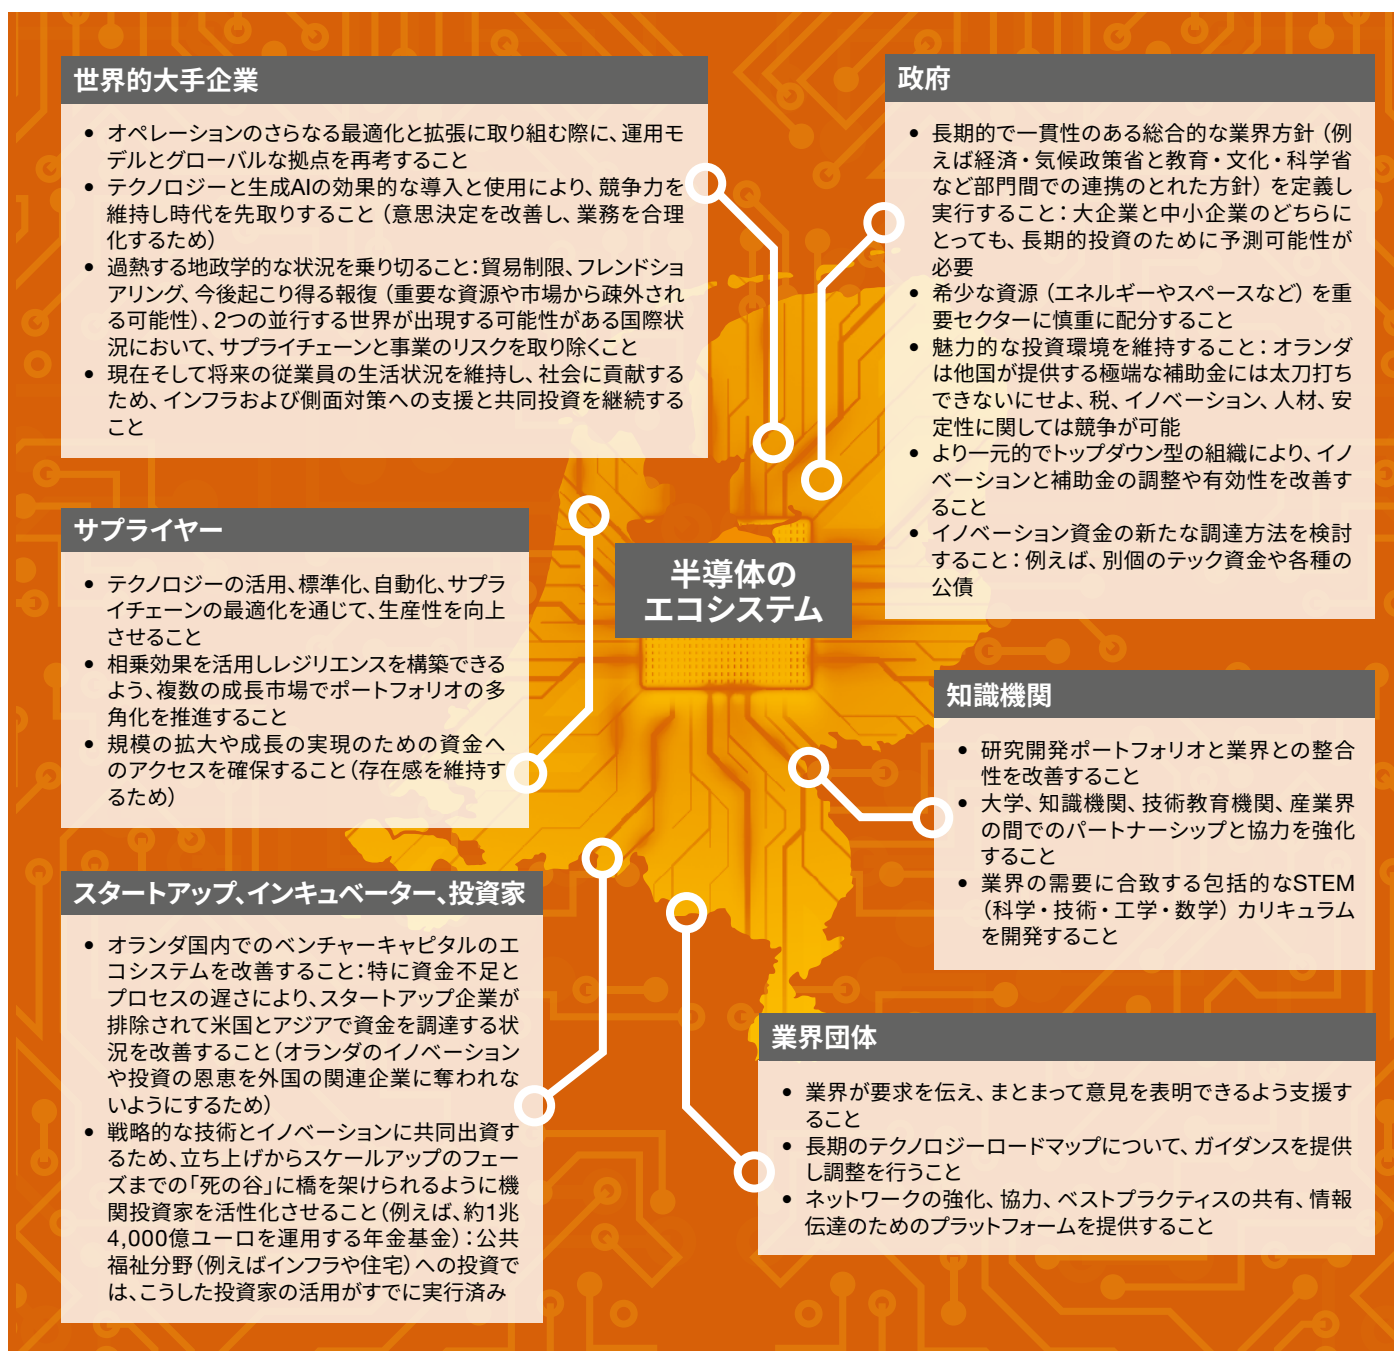 世界的大手企業
• オペレーションのさらなる最適化と拡張に取り組む際に、運用モ
デルとグローバルな拠点を再考すること
• テクノロジーと生成AIの効果的な導入と使用により、競争力を
維持し時代を先取りすること（意思決定を改善し、業務を合理
化するため）
• 過熱する地政学的な状況を乗り切ること：貿易制限、フレンドショ
アリング、今後起こり得る報復（重要な資源や市場から疎外され
る可能性）、2つの並行する世界が出現する可能性がある国際状
況において、サプライチェーンと事業のリスクを取り除くこと
• 現在そして将来の従業員の生活状況を維持し、社会に貢献する
ため、インフラおよび側面対策への支援と共同投資を継続する
こと
政府
• 長期的で一貫性のある総合的な業界方針（例
えば経済・気候政策省と教育・文化・科学省
など部門間での連携のとれた方針）を定義し
実行すること：大企業と中小企業のどちらに
とっても、長期的投資のために予測可能性が
必要
• 希少な資源（エネルギーやスペースなど）を重
要セクターに慎重に配分すること
• 魅力的な投資環境を維持すること：オランダ
は他国が提供する極端な補助金には太刀打ち
できないにせよ、税、イノベーション、人材、安
定性に関しては競争が可能
• より一元的でトップダウン型の組織により、イノ
ベーションと補助金の調整や有効性を改善す
ること
• イノベーション資金の新たな調達方法を検討
すること：例えば、別個のテック資金や各種の
公債
サプライヤー
• テクノロジーの活用、標準化、自動化、サプラ
イチェーンの最適化を通じて、生産性を向上
させること
• 相乗効果を活用しレジリエンスを構築できる
よう、複数の成長市場でポートフォリオの多
角化を推進すること
• 規模の拡大や成長の実現のための資金へ
のアクセスを確保すること（存在感を維持す
るため）
半導体の
エコシステム
知識機関
• 研究開発ポートフォリオと業界との整合
性を改善すること
• 大学、知識機関、技術教育機関、産業界
の間でのパートナーシップと協力を強化
すること
• 業界の需要に合致する包括的なSTEM
（科学・技術・工学・数学）カリキュラム
を開発すること
スタートアップ、インキュベーター、投資家
• オランダ国内でのベンチャーキャピタルのエ
コシステムを改善すること：特に資金不足と
プロセスの遅さにより、スタートアップ企業が
排除されて米国とアジアで資金を調達する状
況を改善すること（オランダのイノベーション
や投資の恩恵を外国の関連企業に奪われな
いようにするため）
• 戦略的な技術とイノベーションに共同出資す
るため、立ち上げからスケールアップのフェー
ズまでの「死の谷」に橋を架けられるように機
関投資家を活性化させること（例えば、約1兆
4,000億ユーロを運用する年金基金）：公共
福祉分野（例えばインフラや住宅）への投資で
は、こうした投資家の活用がすでに実行済み
業界団体
• 業界が要求を伝え、まとまって意見を表明できるよう支援す
ること
• 長期のテクノロジーロードマップについて、ガイダンスを提供
し調整を行うこと
• ネットワークの強化、協力、ベストプラクティスの共有、情報
伝達のためのプラットフォームを提供すること